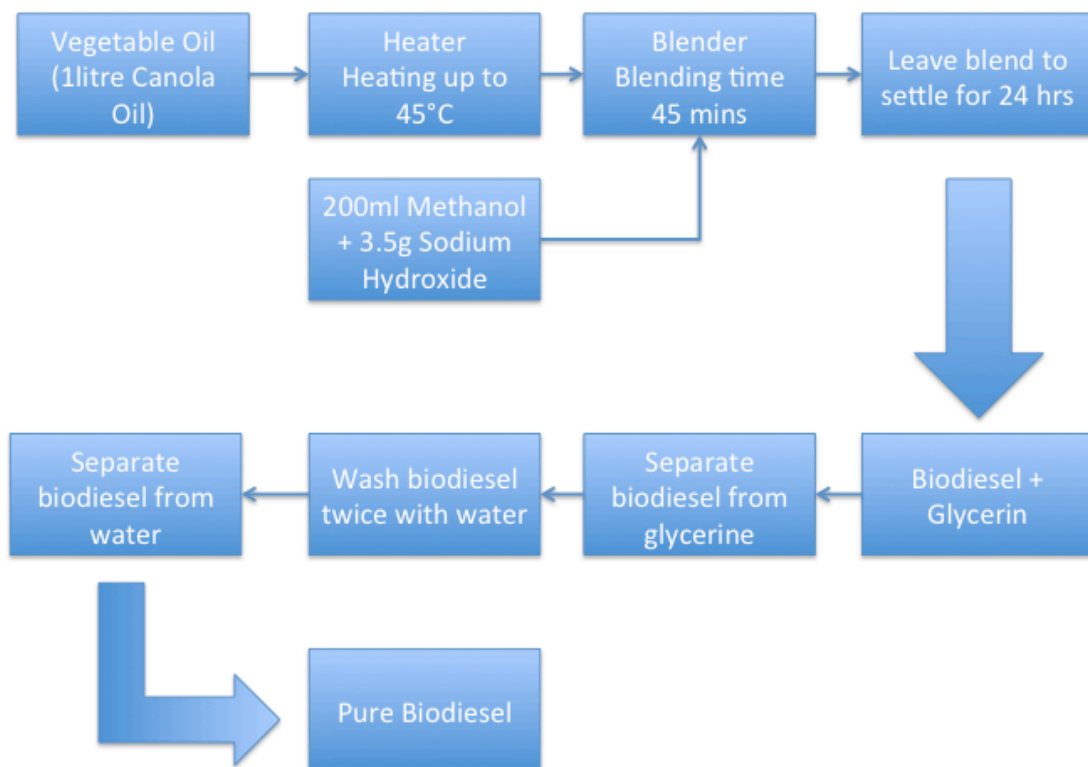 Vegetable Oil
(1litre Canola
Oil)
Heater
Heating up to
45°C
Blender
Blending time
45 mins
Leave blend to
settle for 24 hrs
200ml Methanol
+ 3.5g Sodium
Hydroxide
Biodiesel +
Glycerin
Separate
biodiesel from
glycerine
Wash biodiesel
twice with water
Separate
biodiesel from
water
Pure Biodiesel